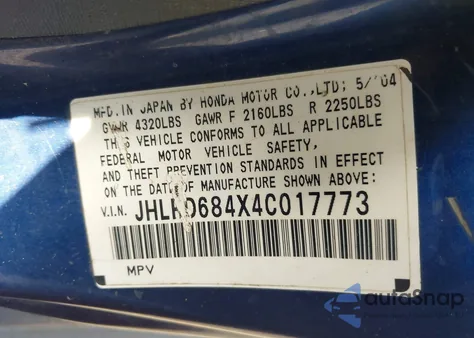 MFD. IN JAPAN BY HONDA MOTOR CO.,LTD; 5/'04
GVWR 4320LBS GAWR F 2160LBS R 2250LBS
THIS VEHICLE CONFORMS TO ALL APPLICABLE
FEDERAL MOTOR VEHICLE SAFETY,
AND THEFT PREVENTION STANDARDS IN EFFECT
ON THE DATE OF MANUFACTURE SHOWN ABOVE.
V.I.N. JHLRD684X4C017773
MPV
autosnap